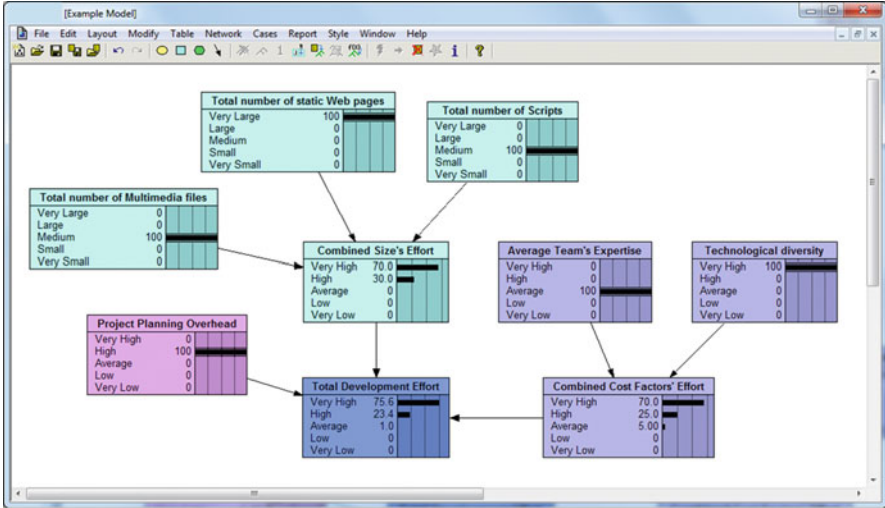 [Example Model]
File Edit Layout Modify Table Network Cases Report Style Window Help
Total number of static Web pages
Very Large 100
Large 0
Medium 0
Small 0
Very Small 0
Total number of Scripts
Very Large 0
Large 0
Medium 100
Small 0
Very Small 0
Total number of Multimedia files
Very Large 0
Large 0
Medium 100
Small 0
Very Small 0
Combined Size's Effort
Very High 70.0
High 30.0
Average 0
Low 0
Very Low 0
Average Team's Expertise
Very High 0
High 0
Average 100
Low 0
Very Low 0
Technological diversity
Very High 100
High 0
Average 0
Low 0
Very Low 0
Project Planning Overhead
Very High 0
High 100
Average 0
Low 0
Very Low 0
Total Development Effort
Very High 75.6
High 23.4
Average 1.0
Low 0
Very Low 0
Combined Cost Factors' Effort
Very High 70.0
High 25.0
Average 5.00
Low 0
Very Low 0